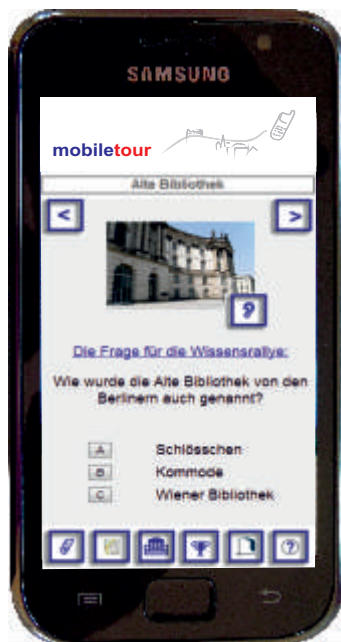 SAMSUNG
mobiletour
Alte Bibliothek
< >
?
Die Frage für die Wissensrallye:
Wie wurde die Alte Bibliothek von den
Berlinern auch genannt?
A Schlösschen
B Kommode
C Wiener Bibliothek
?